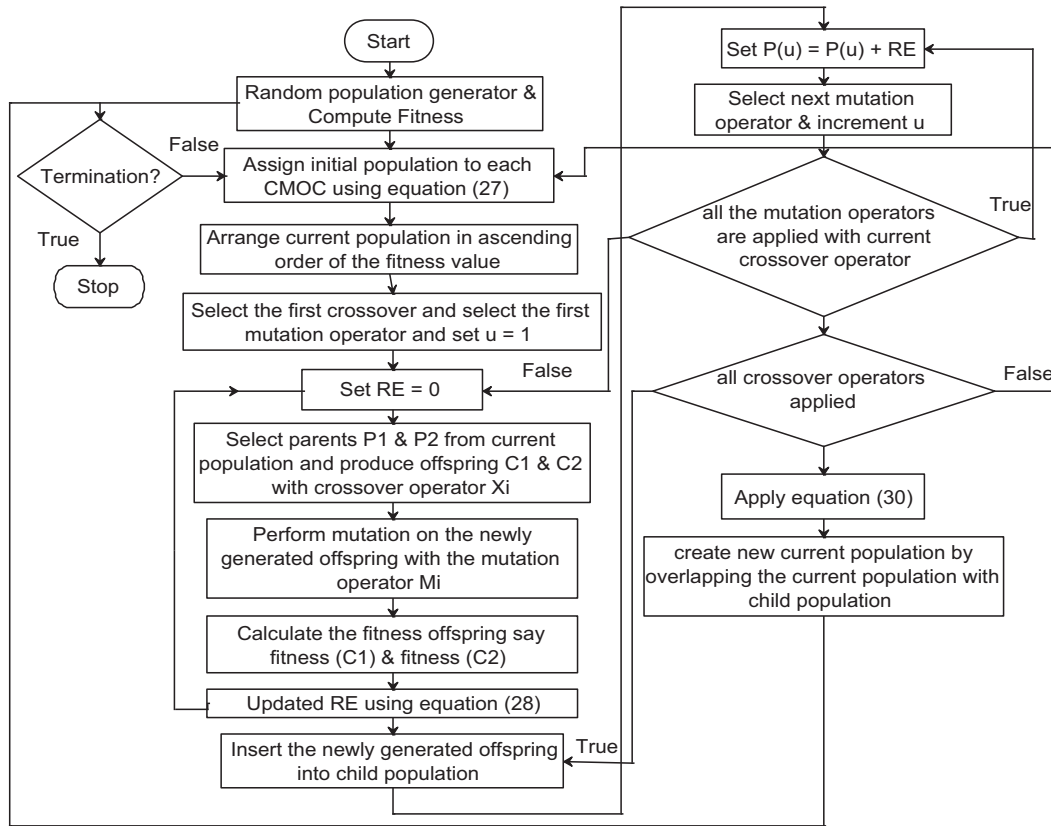 Start
Random population generator &
Compute Fitness
Termination?
False
True
Stop
Assign initial population to each
CMOC using equation (27)
Arrange current population in ascending
order of the fitness value
Select the first crossover and select the first
mutation operator and set u = 1
Set RE = 0
False
Select parents P1 & P2 from current
population and produce offspring C1 & C2
with crossover operator Xi
Perform mutation on the newly
generated offspring with the mutation
operator Mi
Calculate the fitness offspring say
fitness (C1) & fitness (C2)
Updated RE using equation (28)
Insert the newly generated offspring
into child population
True
Set P(u) = P(u) + RE
Select next mutation
operator & increment u
all the mutation operators
are applied with current
crossover operator
True
all crossover operators
applied
False
Apply equation (30)
create new current population by
overlapping the current population with
child population